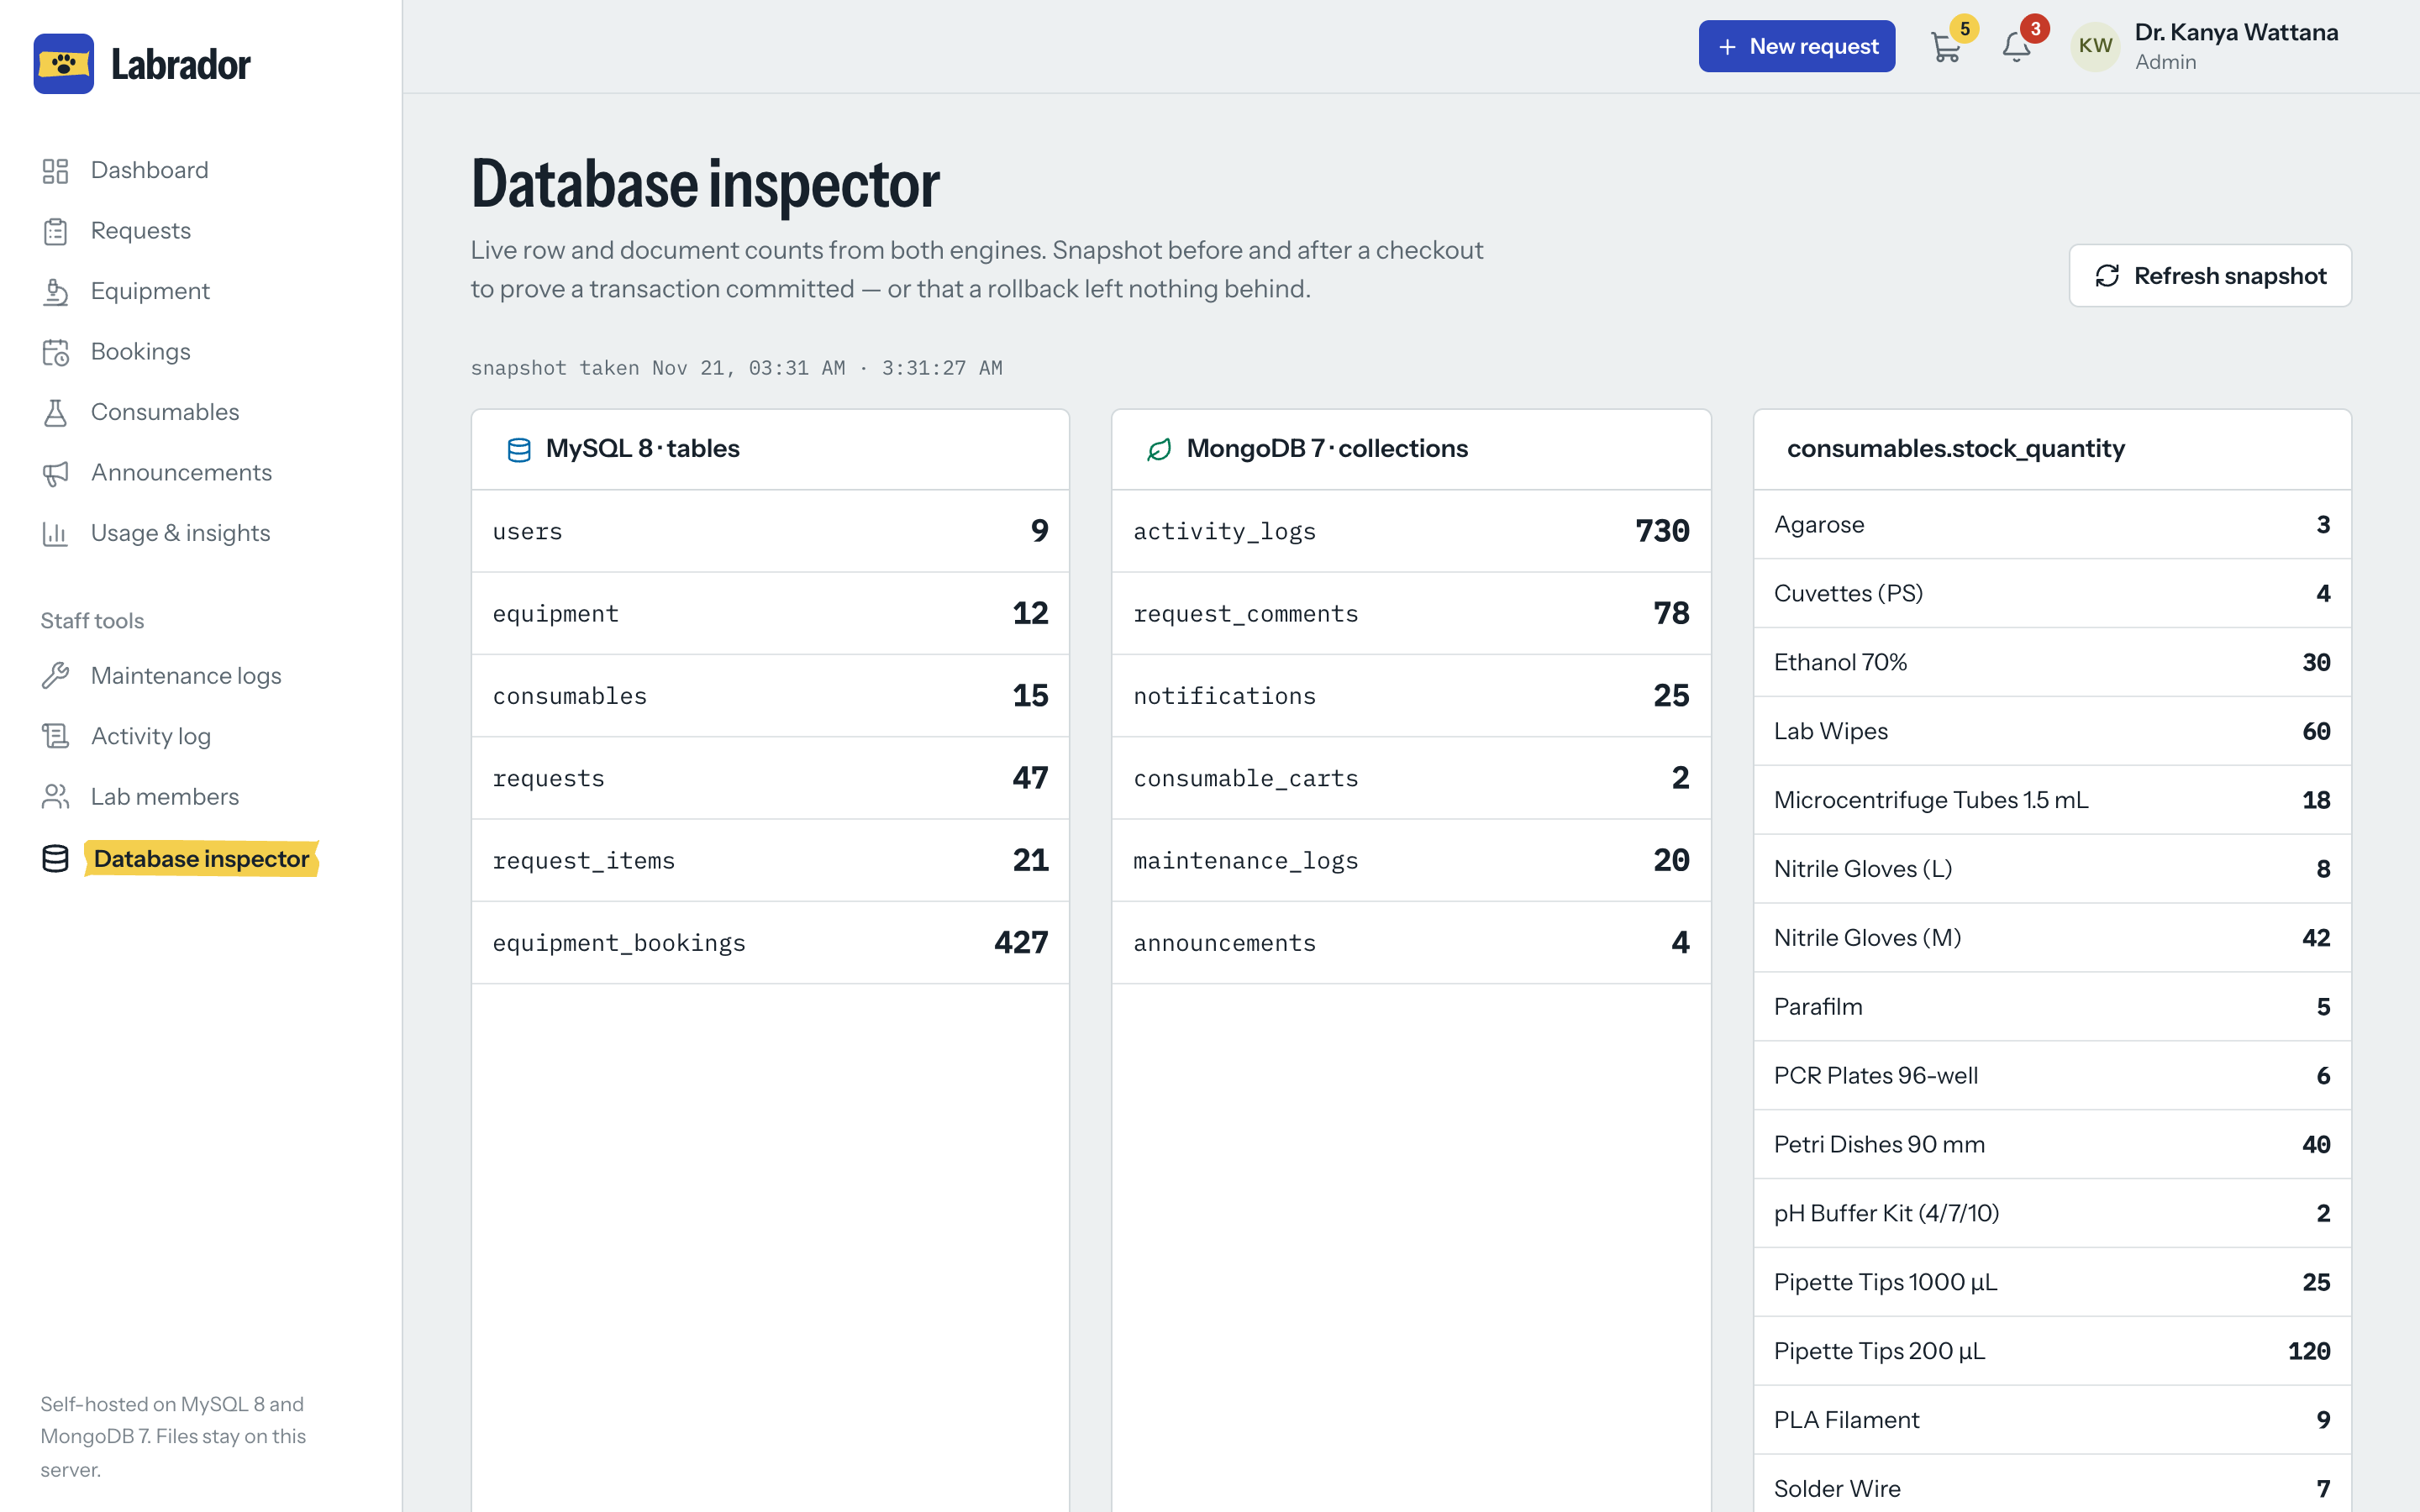 Labrador
Dashboard
Requests
Equipment
Bookings
Consumables
Announcements
Usage & insights
Staff tools
Maintenance logs
Activity log
Lab members
Database inspector
Self-hosted on MySQL 8 and
MongoDB 7. Files stay on this
server.
New request
5
3
KW
Dr. Kanya Wattana
Admin
Database inspector
Live row and document counts from both engines. Snapshot before and after a checkout
to prove a transaction committed — or that a rollback left nothing behind.
Refresh snapshot
snapshot taken Nov 21, 03:31 AM · 3:31:27 AM
MySQL 8 · tables
users 9
equipment 12
consumables 15
requests 47
request_items 21
equipment_bookings 427
MongoDB 7 · collections
activity_logs 730
request_comments 78
notifications 25
consumable_carts 2
maintenance_logs 20
announcements 4
consumables.stock_quantity
Agarose 3
Cuvettes (PS) 4
Ethanol 70% 30
Lab Wipes 60
Microcentrifuge Tubes 1.5 mL 18
Nitrile Gloves (L) 8
Nitrile Gloves (M) 42
Parafilm 5
PCR Plates 96-well 6
Petri Dishes 90 mm 40
pH Buffer Kit (4/7/10) 2
Pipette Tips 1000 µL 25
Pipette Tips 200 µL 120
PLA Filament 9
Solder Wire 7